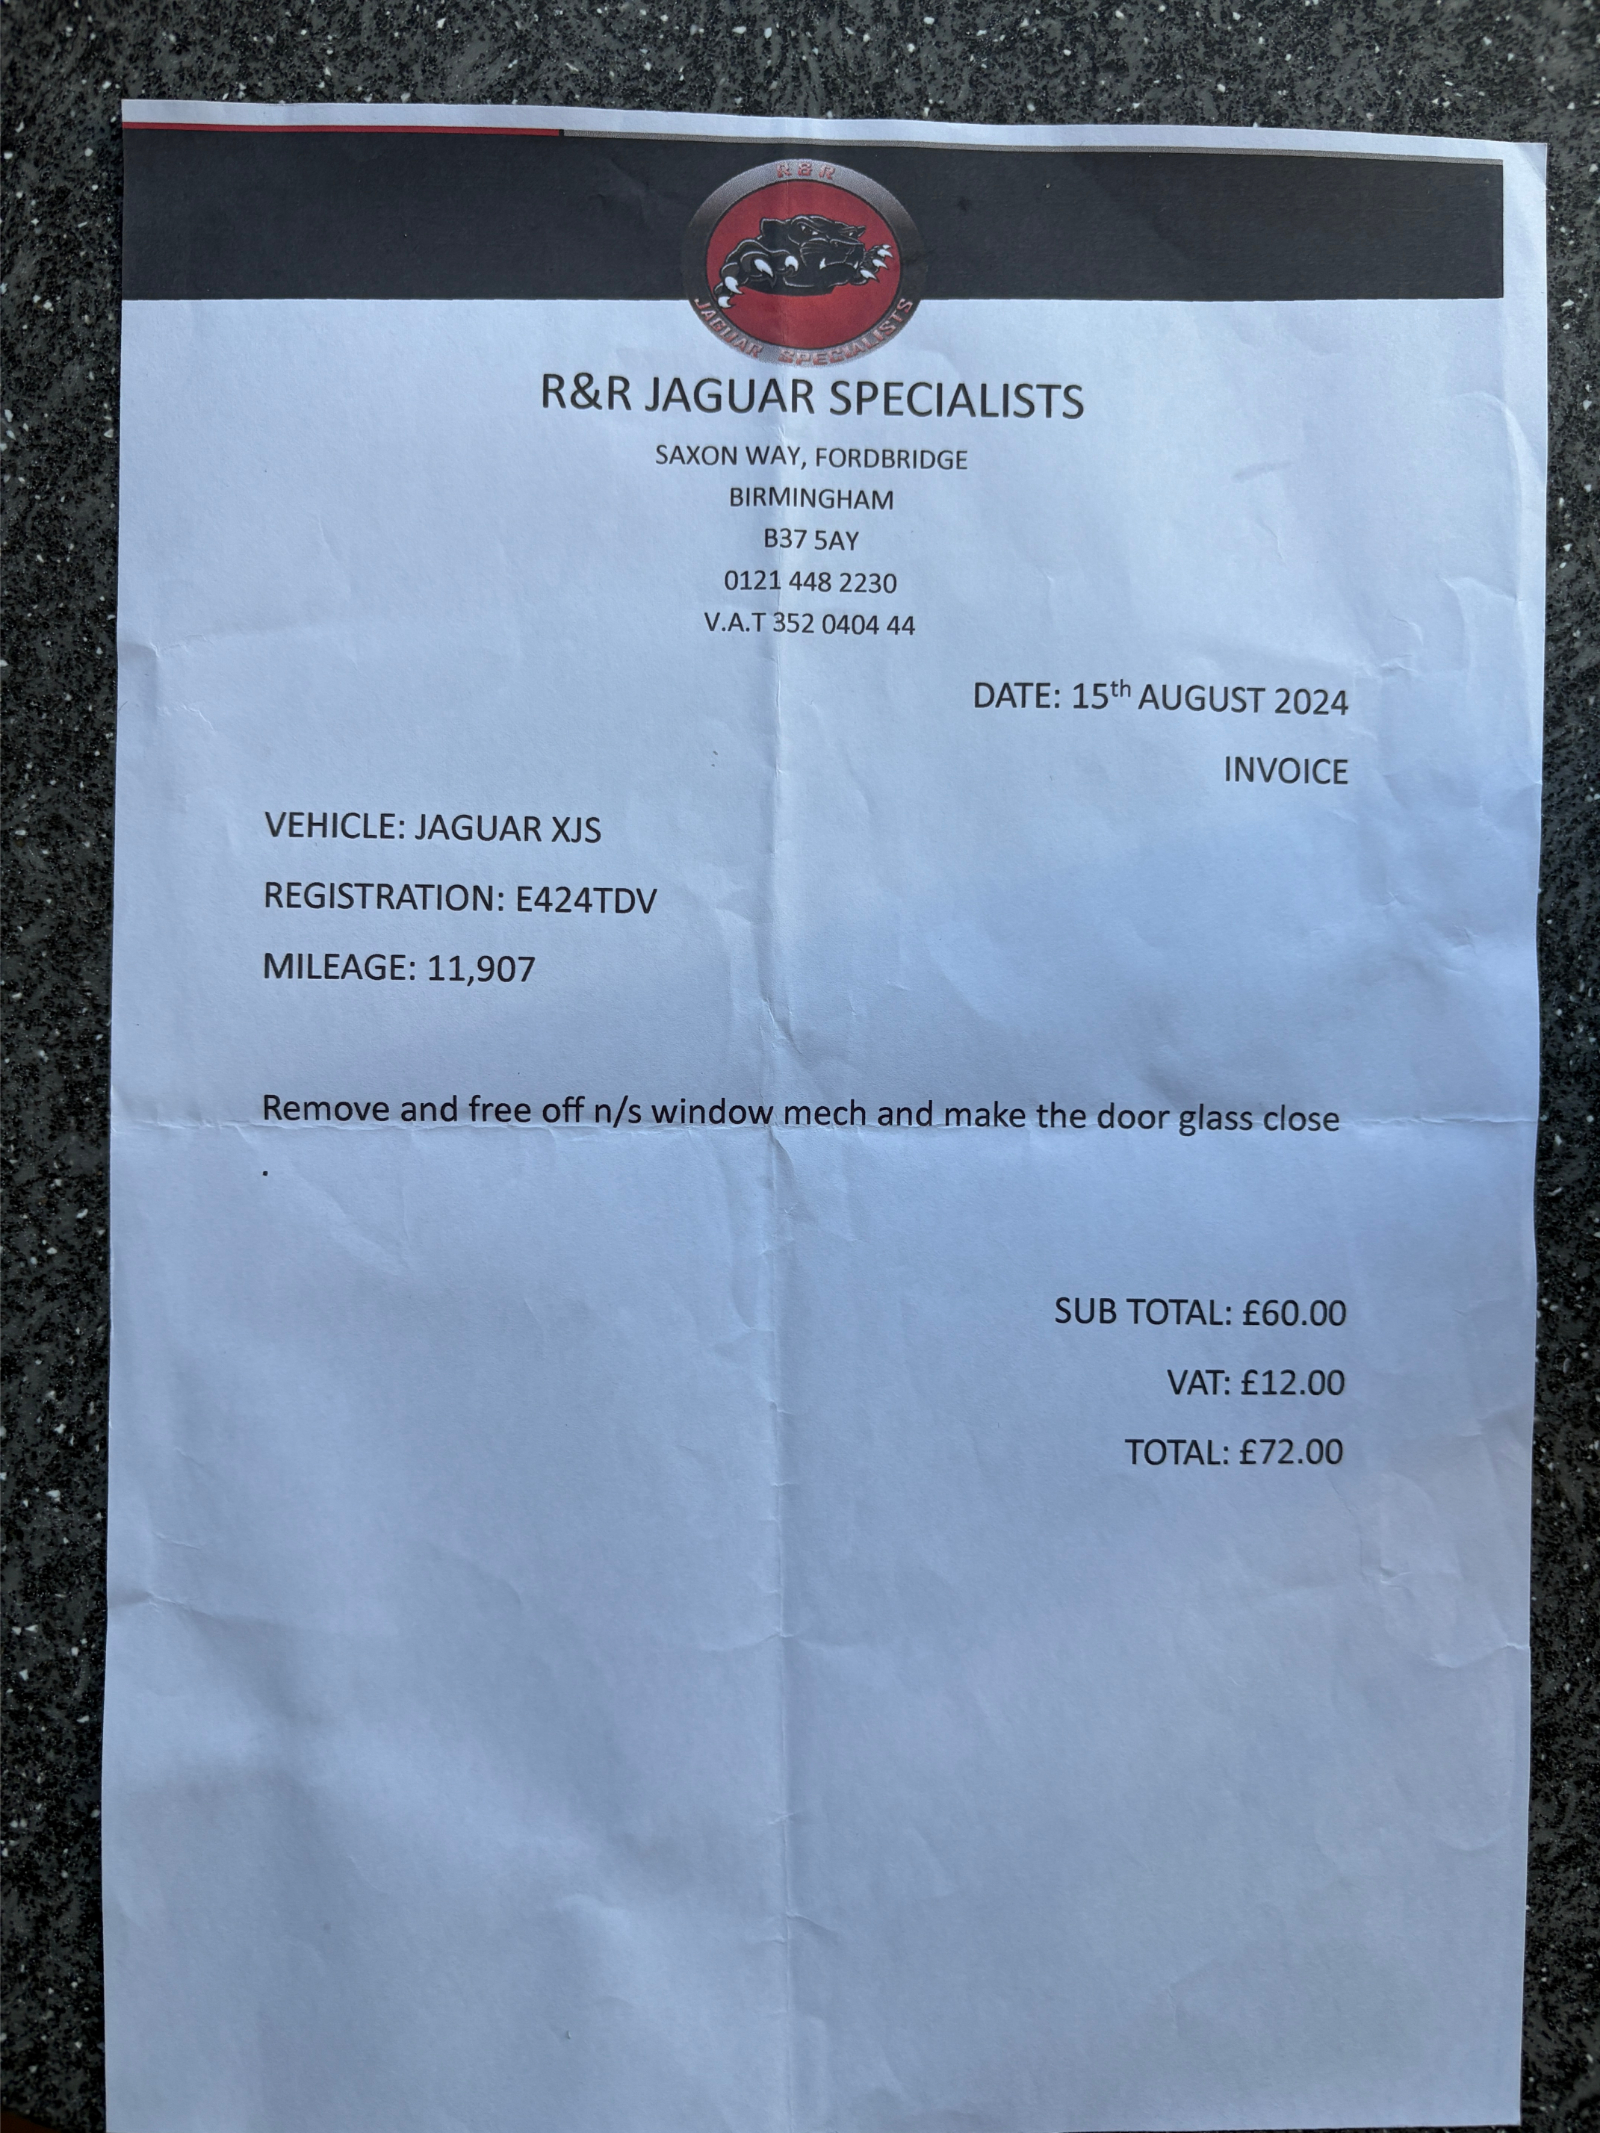 R&R
JAGUAR SPECIALISTS
R&R JAGUAR SPECIALISTS
SAXON WAY, FORDBRIDGE
BIRMINGHAM
B37 5AY
0121 448 2230
V.A.T 352 0404 44
DATE: 15th AUGUST 2024
INVOICE
VEHICLE: JAGUAR XJS
REGISTRATION: E424TDV
MILEAGE: 11,907
Remove and free off n/s window mech and make the door glass close
.
SUB TOTAL: £60.00
VAT: £12.00
TOTAL: £72.00